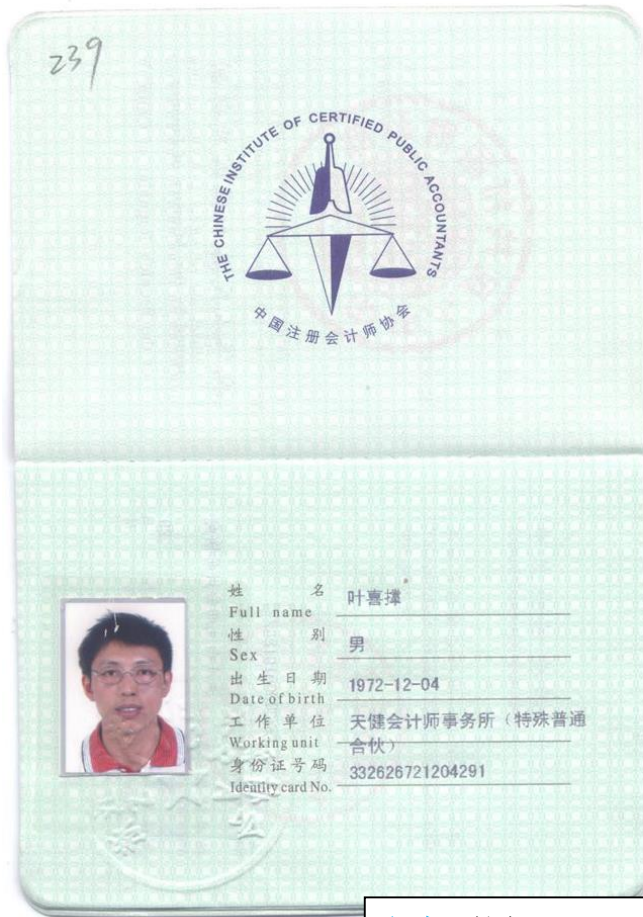 239
THE CHINESE INSTITUTE OF CERTIFIED PUBLIC ACCOUNTANTS
中国注册会计师协会
姓 名
Full name
叶喜撑
性 别
Sex
男
出生日期
Date of birth
1972-12-04
工作单位
Working unit
天健会计师事务所（特殊普通
合伙）
身份证号码
Identity card No.
332626721204291